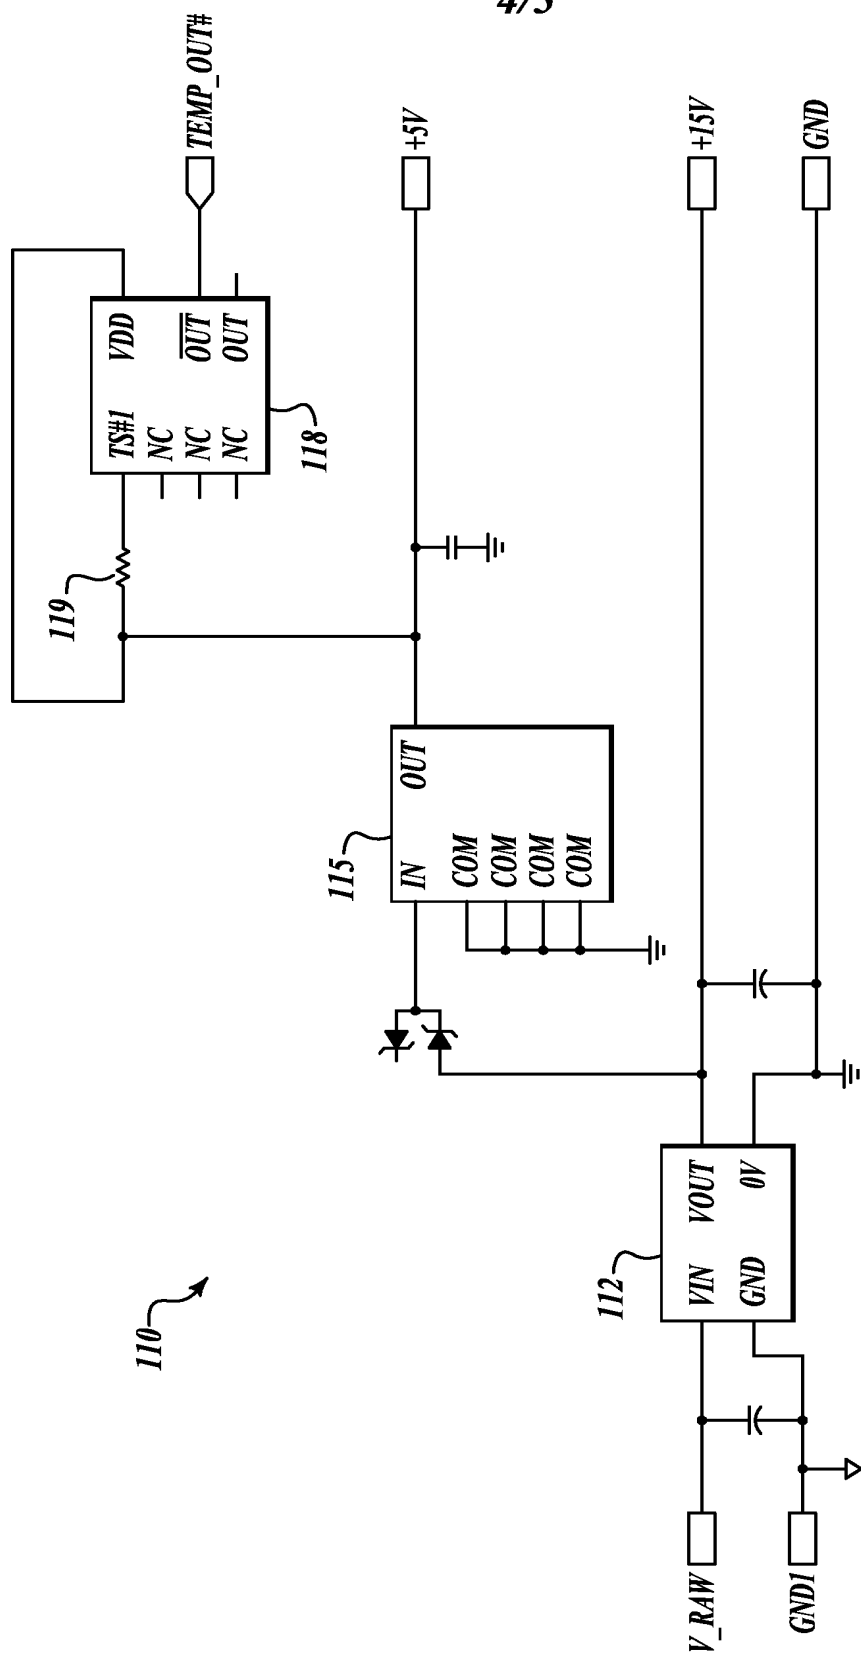 4/5
110
TEMP_OUT#
TS#1 VDD
NC
NC OUT
NC OUT
118
119
+5V
115
IN OUT
COM
COM
COM
COM
112
V_RAW
VIN VOUT
+15V
GND 0V
GND1
GND